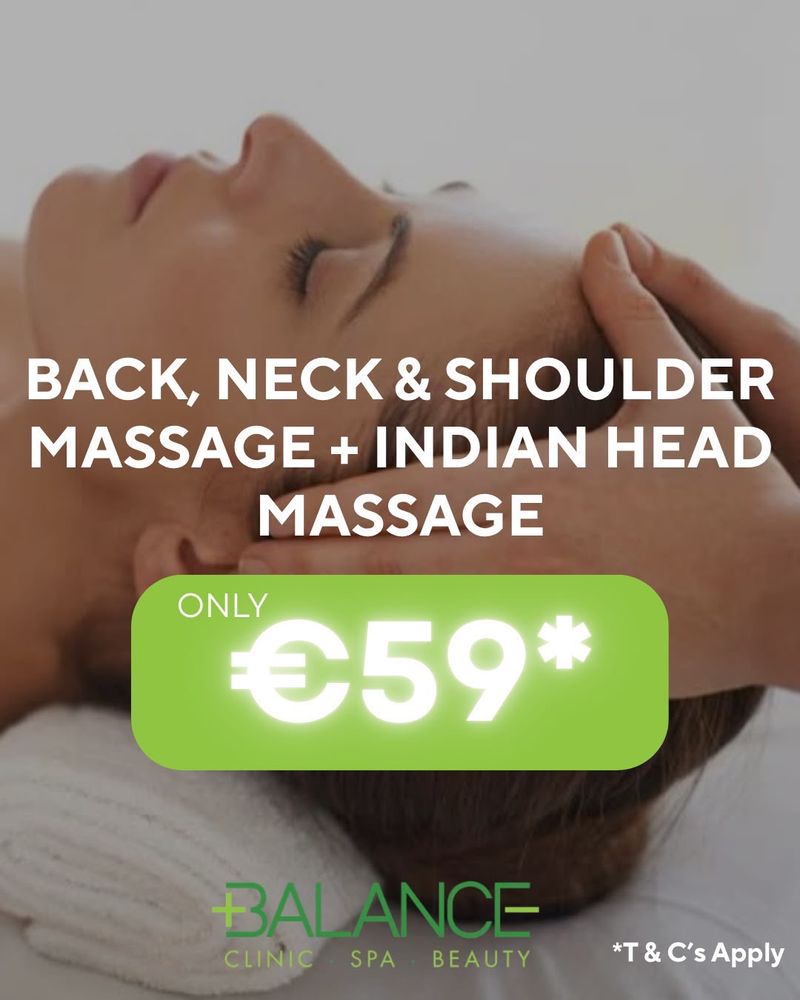 BACK, NECK & SHOULDER
MASSAGE + INDIAN HEAD
MASSAGE
ONLY
€59*
BALANCE
CLINIC · SPA · BEAUTY
*T & C's Apply